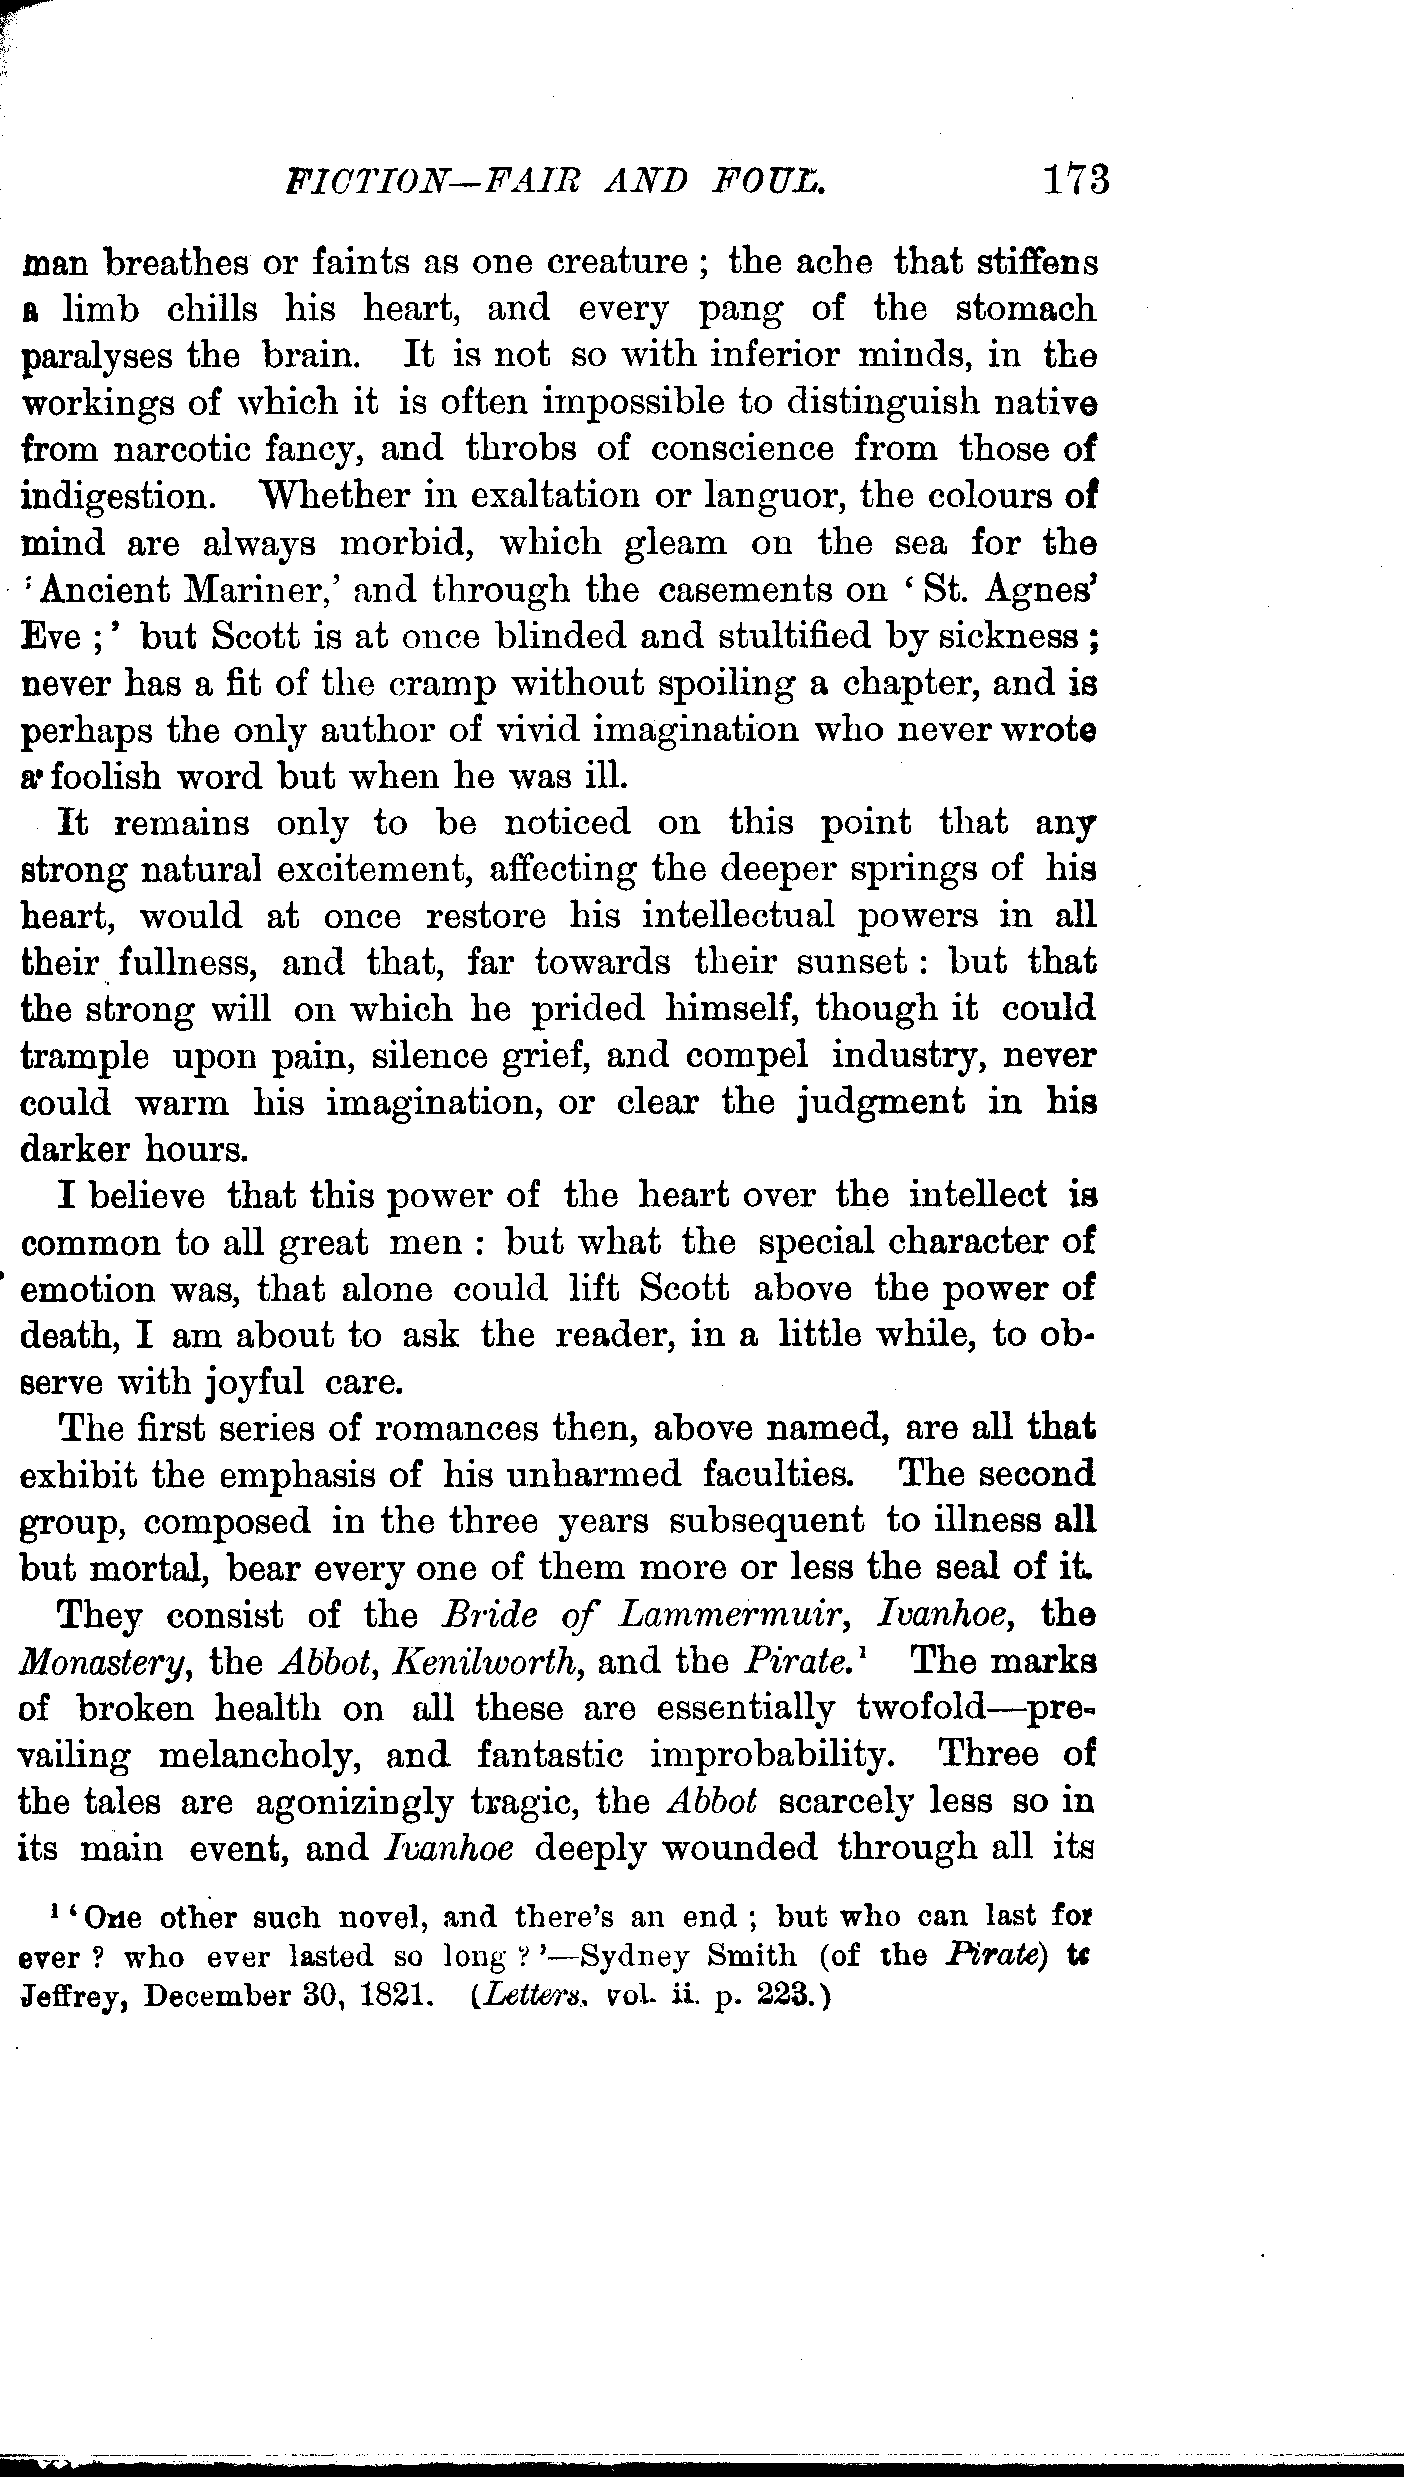 FICTION—FAIR AND FOUL. 173
man breathes or faints as one creature ; the ache that stiffens
a limb chills his heart, and every pang of the stomach
paralyses the brain. It is not so with inferior minds, in the
workings of which it is often impossible to distinguish native
from narcotic fancy, and throbs of conscience from those of
indigestion. Whether in exaltation or languor, the colours of
mind are always morbid, which gleam on the sea for the
‘ Ancient Mariner,’ and through the casements on ‘ St. Agnes’
Eve ; ’ but Scott is at once blinded and stultified by sickness ;
never has a fit of the cramp without spoiling a chapter, and is
perhaps the only author of vivid imagination who never wrote
a foolish word but when he was ill.
It remains only to be noticed on this point that any
strong natural excitement, affecting the deeper springs of his
heart, would at once restore his intellectual powers in all
their fullness, and that, far towards their sunset : but that
the strong will on which he prided himself, though it could
trample upon pain, silence grief, and compel industry, never
could warm his imagination, or clear the judgment in his
darker hours.
I believe that this power of the heart over the intellect is
common to all great men : but what the special character of
emotion was, that alone could lift Scott above the power of
death, I am about to ask the reader, in a little while, to ob-
serve with joyful care.
The first series of romances then, above named, are all that
exhibit the emphasis of his unharmed faculties. The second
group, composed in the three years subsequent to illness all
but mortal, bear every one of them more or less the seal of it.
They consist of the Bride of Lammermuir, Ivanhoe, the
Monastery, the Abbot, Kenilworth, and the Pirate.¹ The marks
of broken health on all these are essentially twofold—pre-
vailing melancholy, and fantastic improbability. Three of
the tales are agonizingly tragic, the Abbot scarcely less so in
its main event, and Ivanhoe deeply wounded through all its
¹ ‘ One other such novel, and there's an end ; but who can last for
ever ? who ever lasted so long ? ’—Sydney Smith (of the Pirate) to
Jeffrey, December 30, 1821. (Letters, vol. ii. p. 223.)